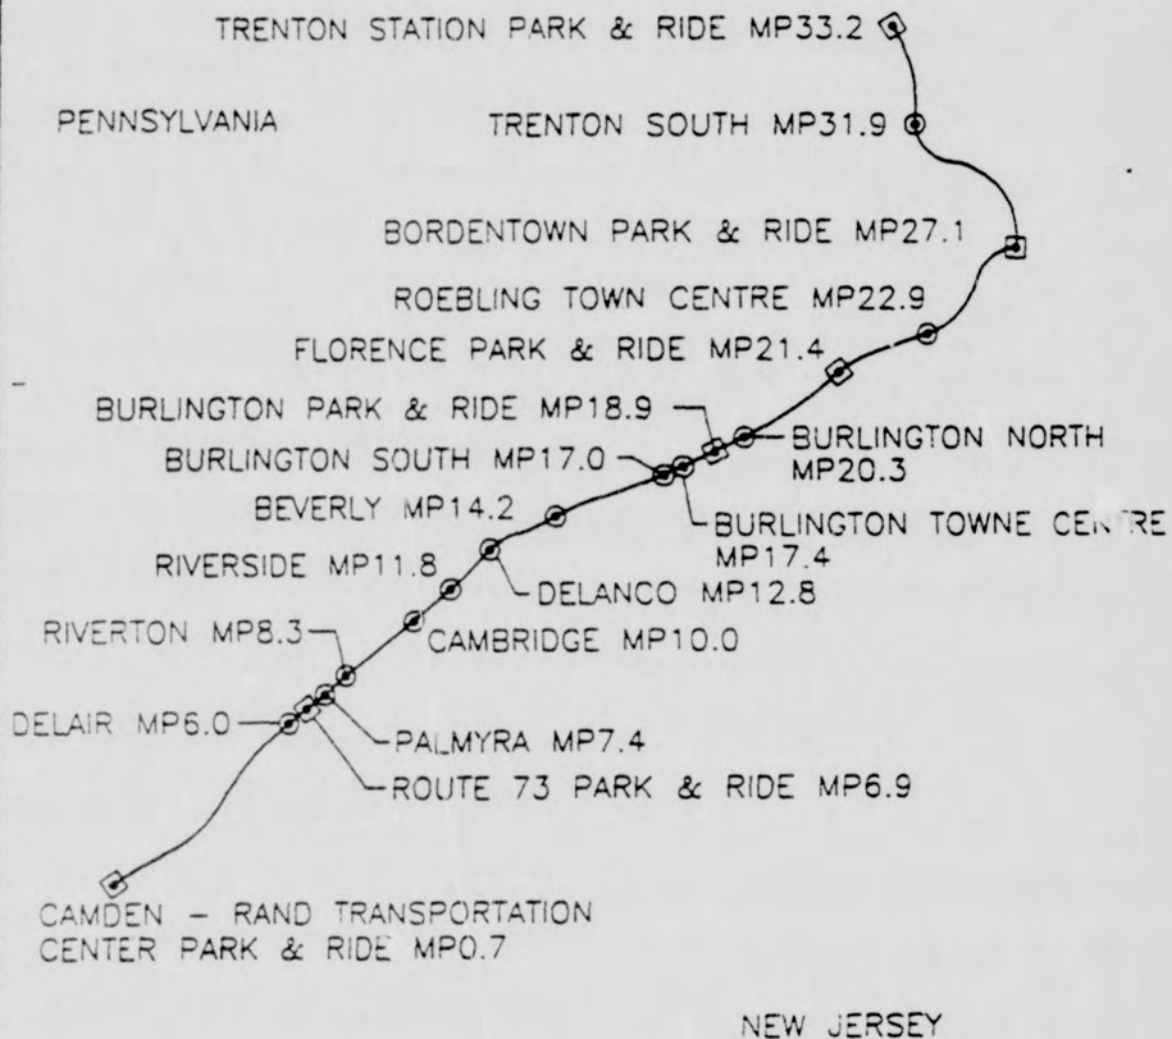 TRENTON STATION PARK & RIDE MP33.2
PENNSYLVANIA
TRENTON SOUTH MP31.9
BORDENTOWN PARK & RIDE MP27.1
ROEBLING TOWN CENTRE MP22.9
FLORENCE PARK & RIDE MP21.4
BURLINGTON PARK & RIDE MP18.9
BURLINGTON NORTH
MP20.3
BURLINGTON SOUTH MP17.0
BEVERLY MP14.2
BURLINGTON TOWNE CENTRE
MP17.4
RIVERSIDE MP11.8
DELANCO MP12.8
RIVERTON MP8.3
CAMBRIDGE MP10.0
DELAIR MP6.0
PALMYRA MP7.4
ROUTE 73 PARK & RIDE MP6.9
CAMDEN - RAND TRANSPORTATION
CENTER PARK & RIDE MP0.7
NEW JERSEY